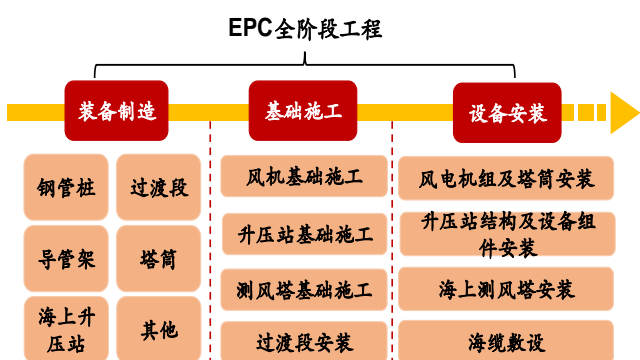 EPC全阶段工程
装备制造
基础施工
设备安装
钢管桩
过渡段
导管架
塔筒
海上升
压站
其他
风机基础施工
升压站基础施工
测风塔基础施工
过渡段安装
风电机组及塔筒安装
升压站结构及设备组
件安装
海上测风塔安装
海缆敷设